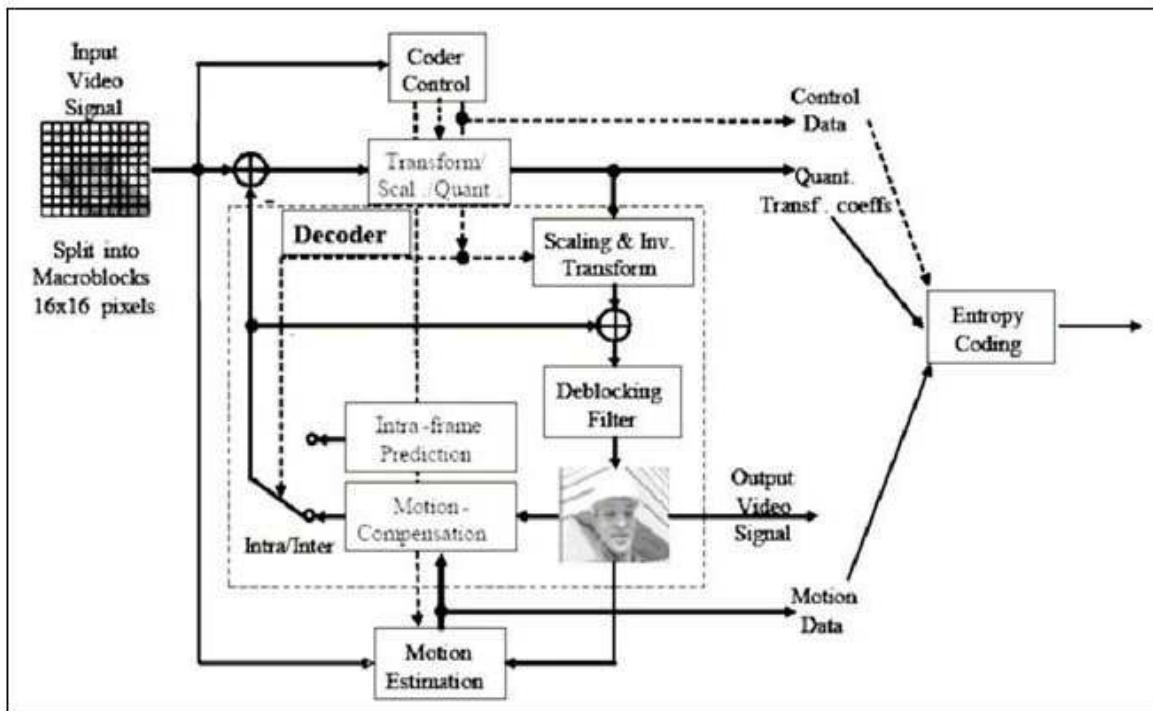 Input
Video
Signal
Coder
Control
Control
Data
Transform/
Scal./Quant.
Quant.
Transf. coeffs
-
Decoder
Scaling & Inv.
Transform
Split into
Macroblocks
16x16 pixels
Entropy
Coding
Deblocking
Filter
Intra-frame
Prediction
Output
Video
Signal
Motion-
Compensation
Intra/Inter
Motion
Data
Motion
Estimation